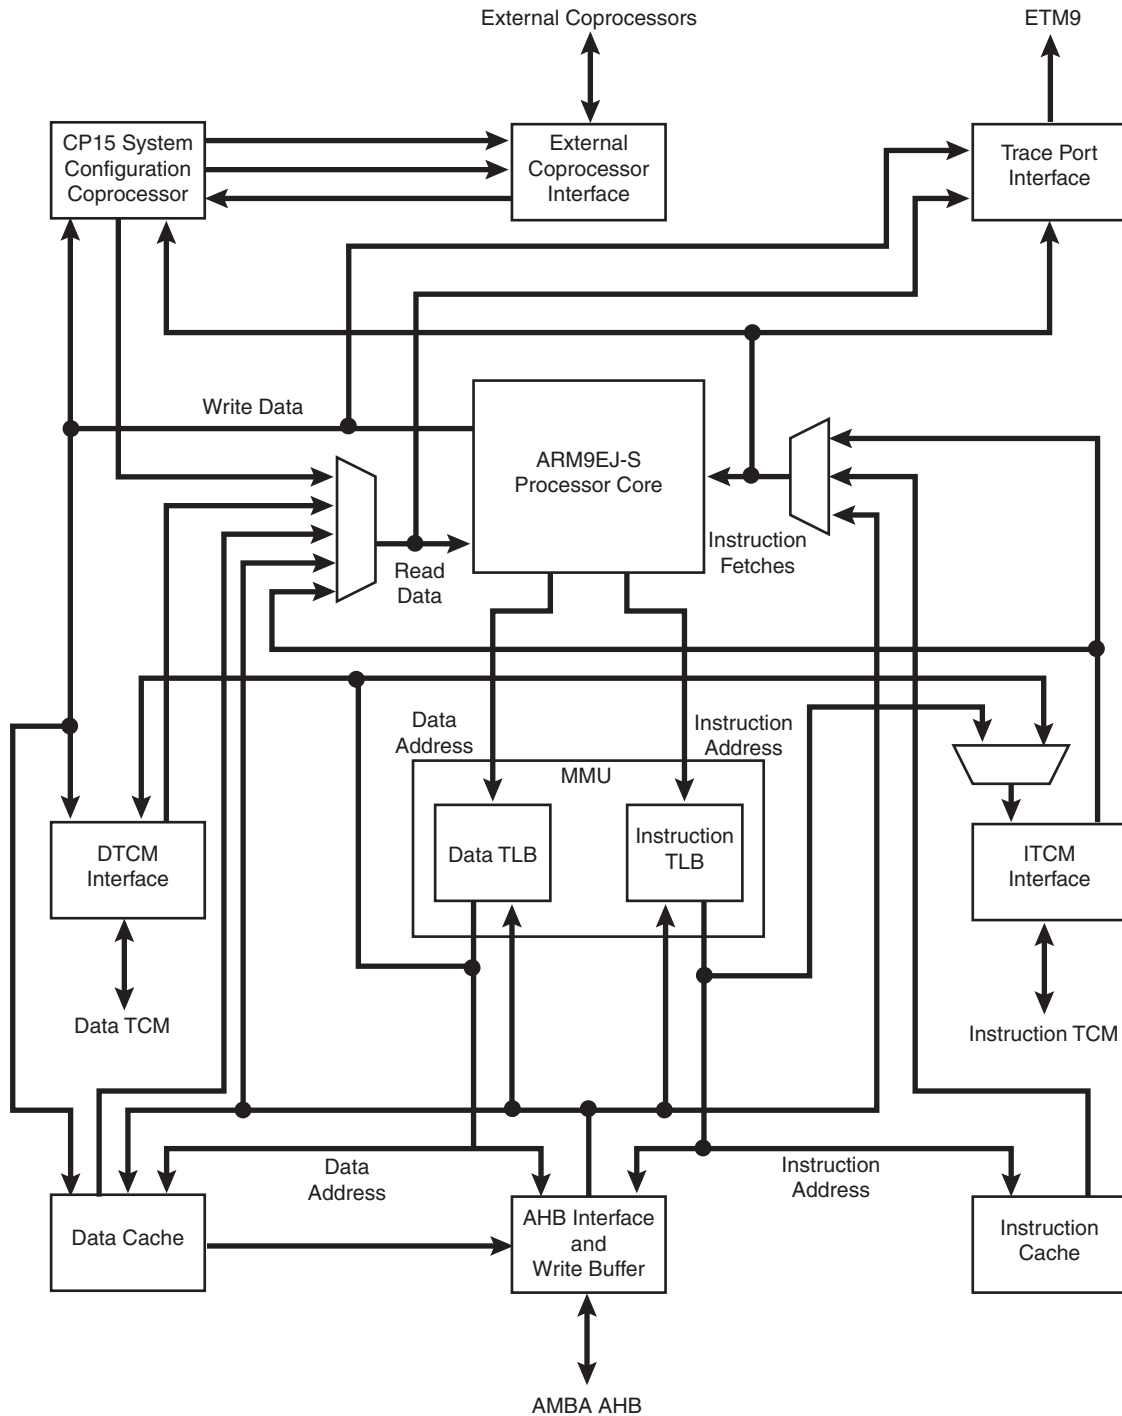 External Coprocessors
ETM9
CP15 System
Configuration
Coprocessor
External
Coprocessor
Interface
Trace Port
Interface
Write Data
ARM9EJ-S
Processor Core
Instruction
Fetches
Read
Data
Data
Address
Instruction
Address
MMU
DTCM
Interface
Data TLB
Instruction
TLB
ITCM
Interface
Data TCM
Instruction TCM
Data
Address
Instruction
Address
Data Cache
AHB Interface
and
Write Buffer
Instruction
Cache
AMBA AHB